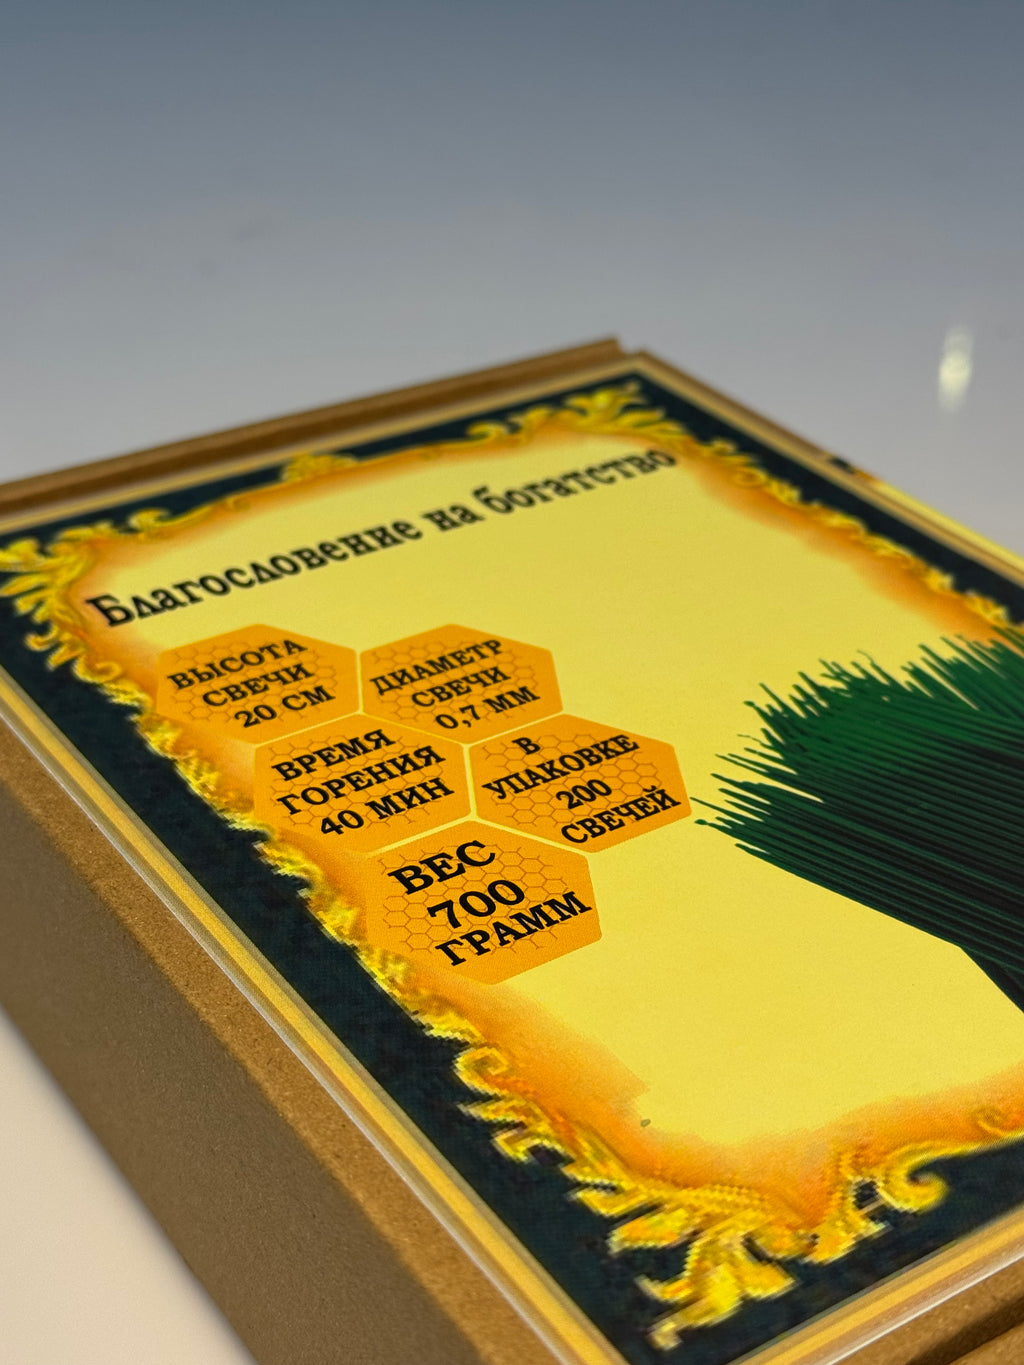 Благословение на богатство
ВЫСОТА
СВЕЧИ
20 СМ
ДИАМЕТР
СВЕЧИ
0,7 ММ
ВРЕМЯ
ГОРЕНИЯ
40 МИН
В
УПАКОВКЕ
200
СВЕЧЕЙ
ВЕС
700
ГРАММ